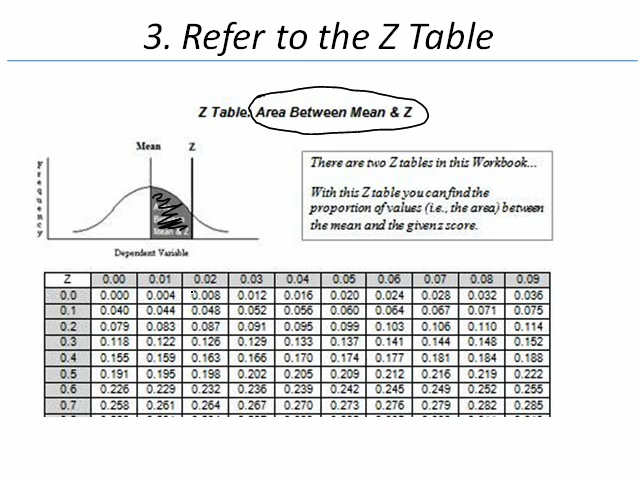 3. Refer to the Z Table
Z Table: Area Between Mean & Z
Mean Z
Frequency
Mean & Z
Dependent Variable
There are two Z tables in this Workbook...
With this Z table you can find the
proportion of values (i.e., the area) between
the mean and the given z score.
Z 0.00 0.01 0.02 0.03 0.04 0.05 0.06 0.07 0.08 0.09
0.0 0.000 0.004 0.008 0.012 0.016 0.020 0.024 0.028 0.032 0.036
0.1 0.040 0.044 0.048 0.052 0.056 0.060 0.064 0.067 0.071 0.075
0.2 0.079 0.083 0.087 0.091 0.095 0.099 0.103 0.106 0.110 0.114
0.3 0.118 0.122 0.126 0.129 0.133 0.137 0.141 0.144 0.148 0.152
0.4 0.155 0.159 0.163 0.166 0.170 0.174 0.177 0.181 0.184 0.188
0.5 0.191 0.195 0.198 0.202 0.205 0.209 0.212 0.216 0.219 0.222
0.6 0.226 0.229 0.232 0.236 0.239 0.242 0.245 0.249 0.252 0.255
0.7 0.258 0.261 0.264 0.267 0.270 0.273 0.276 0.279 0.282 0.285